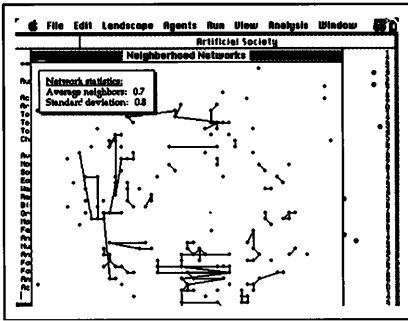 File Edit Landscape Agents Run View Analysis Window
Artificial Society
Neighborhood Networks
Network statistics:
Average neighbors: 0.7
Standard deviation: 0.8